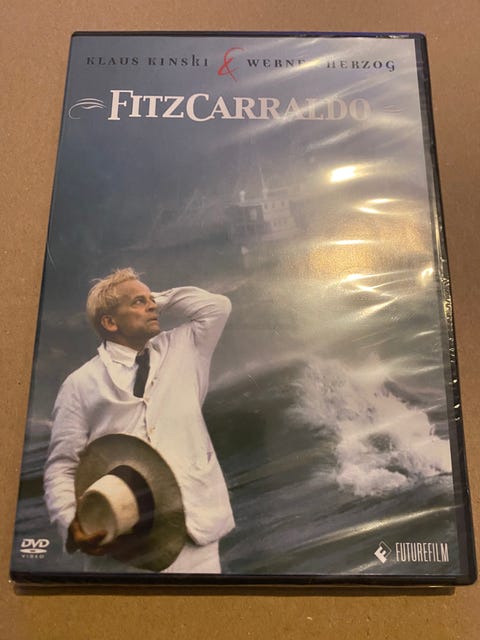 KLAUS KINSKI & WERNER HERZOG
FITZCARRALDO
DVD
VIDEO
FUTUREFILM